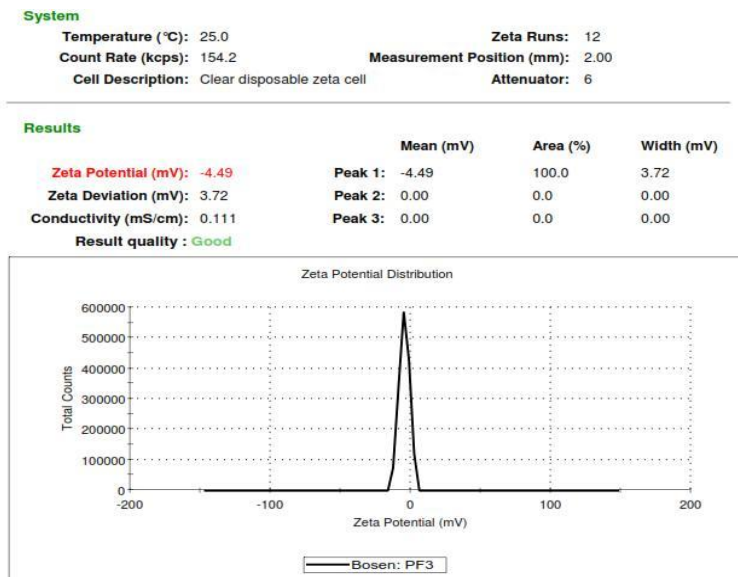 System
Temperature (°C): 25.0 Zeta Runs: 12
Count Rate (kcps): 154.2 Measurement Position (mm): 2.00
Cell Description: Clear disposable zeta cell Attenuator: 6
Results
Mean (mV) Area (%) Width (mV)
Zeta Potential (mV): -4.49 Peak 1: -4.49 100.0 3.72
Zeta Deviation (mV): 3.72 Peak 2: 0.00 0.0 0.00
Conductivity (mS/cm): 0.111 Peak 3: 0.00 0.0 0.00
Result quality : Good
Zeta Potential Distribution
Total Counts
600000
500000
400000
300000
200000
100000
0
-200 -100 0 100 200
Zeta Potential (mV)
Bosen: PF3